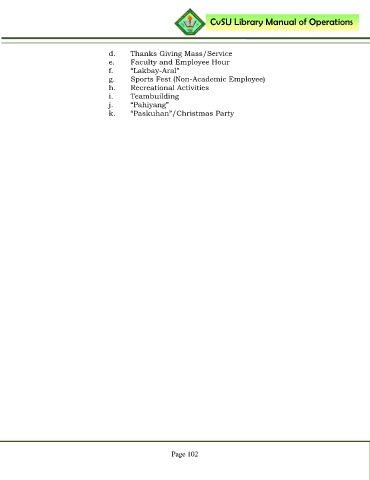 CvSU Library Manual of Operations
d. Thanks Giving Mass/Service
e. Faculty and Employee Hour
f. “Lakbay-Aral”
g. Sports Fest (Non-Academic Employee)
h. Recreational Activities
i. Teambuilding
j. “Pahiyang”
k. “Paskuhan”/Christmas Party
Page 102